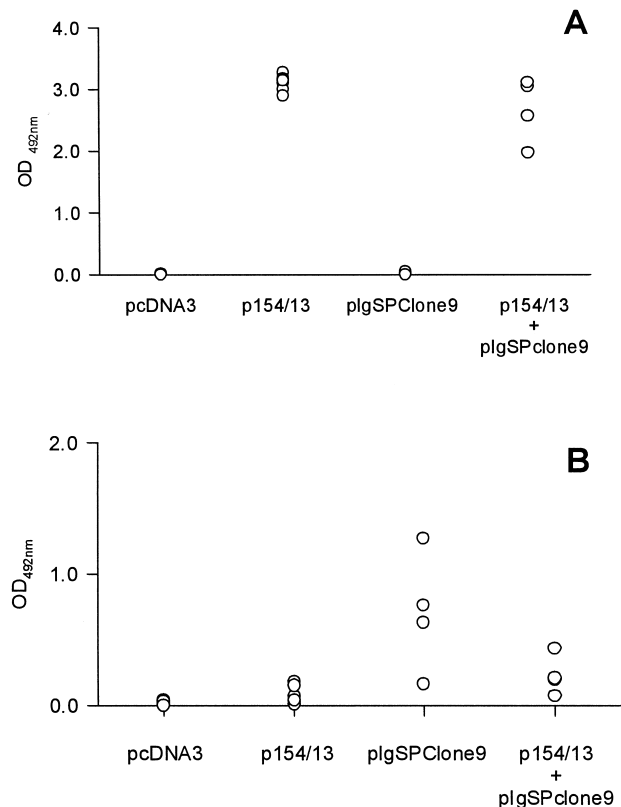 A
4.0
3.0
2.0
1.0
0.0
OD 492nm
pcDNA3 p154/13 pIgSPClone9 p154/13
+
pIgSPclone9
B
2.0
1.0
0.0
OD492nm
pcDNA3 p154/13 pIgSPClone9 p154/13
+
pIgSPclone9